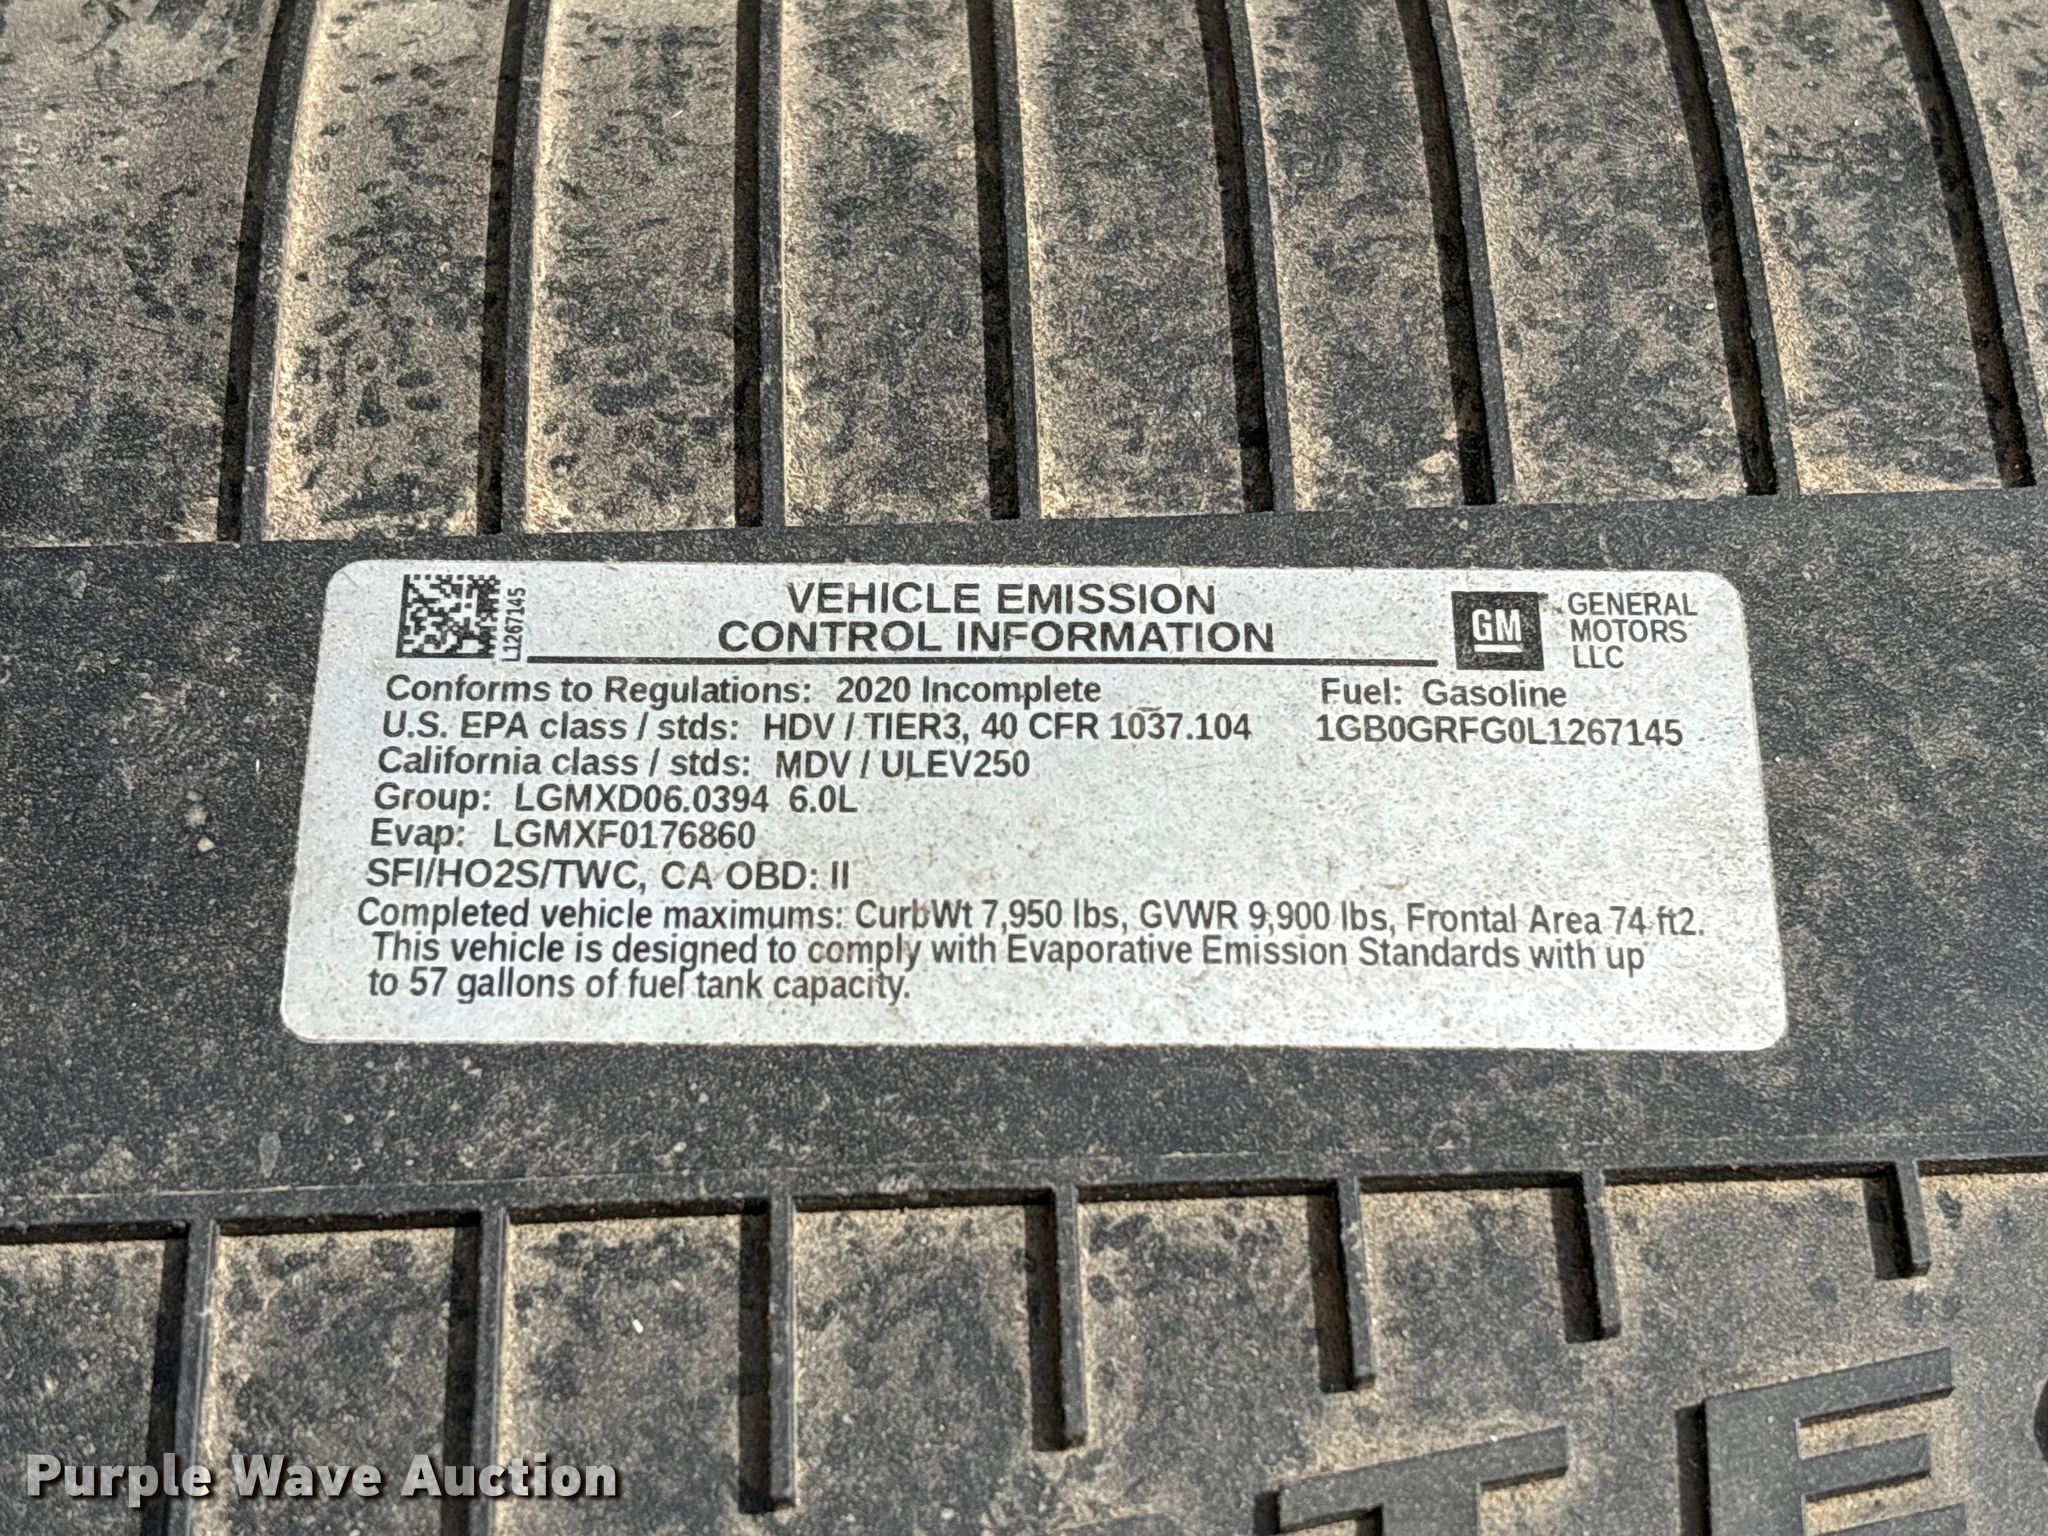 L1267145
VEHICLE EMISSION
CONTROL INFORMATION
GM
GENERAL
MOTORS
LLC
Conforms to Regulations: 2020 Incomplete Fuel: Gasoline
U.S. EPA class / stds: HDV / TIER3, 40 CFR 1037.104 1GB0GRFG0L1267145
California class / stds: MDV / ULEV250
Group: LGMXD06.0394 6.0L
Evap: LGMXF0176860
SFI/HO2S/TWC, CA OBD: II
Completed vehicle maximums: CurbWt 7,950 lbs, GVWR 9,900 lbs, Frontal Area 74 ft2.
This vehicle is designed to comply with Evaporative Emission Standards with up
to 57 gallons of fuel tank capacity.
Purple Wave Auction